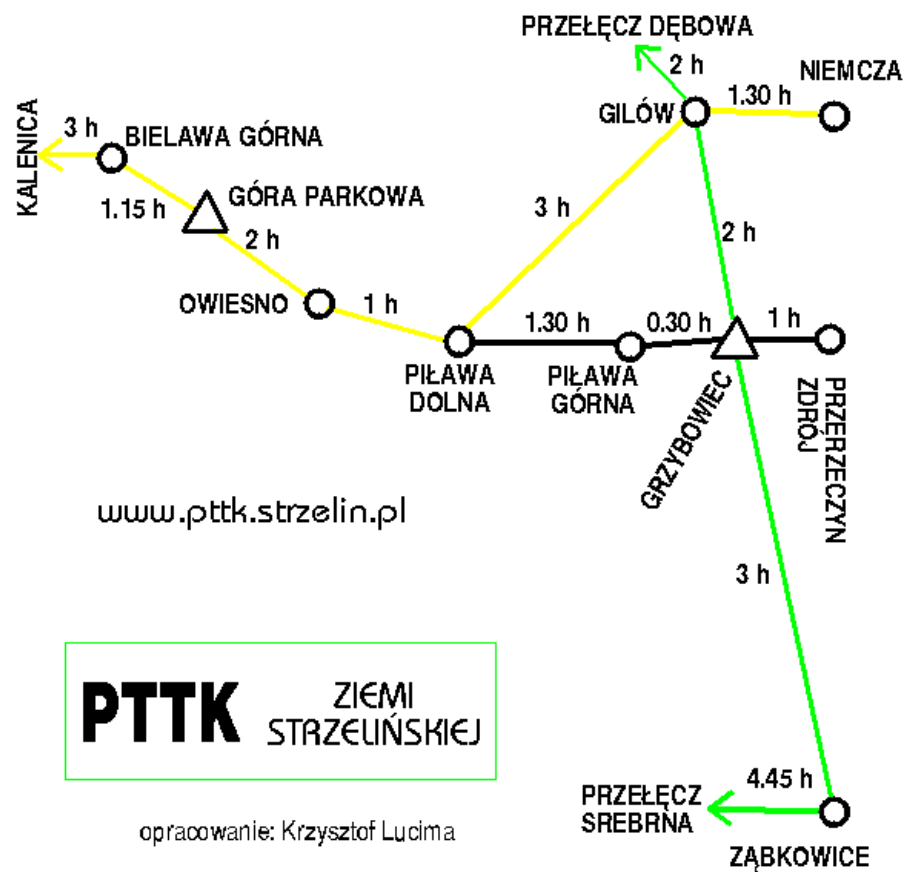 PRZEŁĘCZ DĘBOWA
2 h
NIEMCZA
1.30 h
GILÓW
KALENICA
3 h
BIELAWA GÓRNA
1.15 h
GÓRA PARKOWA
2 h
3 h
2 h
OWIESNO
1 h
1.30 h
0.30 h
1 h
PIŁAWA
DOLNA
PIŁAWA
GÓRNA
GRZYBOWIEC
PRZERZECZYN
ZDRÓJ
www.pttk.strzelin.pl
3 h
PTTK
ZIEMI
STRZELIŃSKIEJ
4.45 h
PRZEŁĘCZ
SREBRNA
ZĄBKOWICE
opracowanie: Krzysztof Lucima